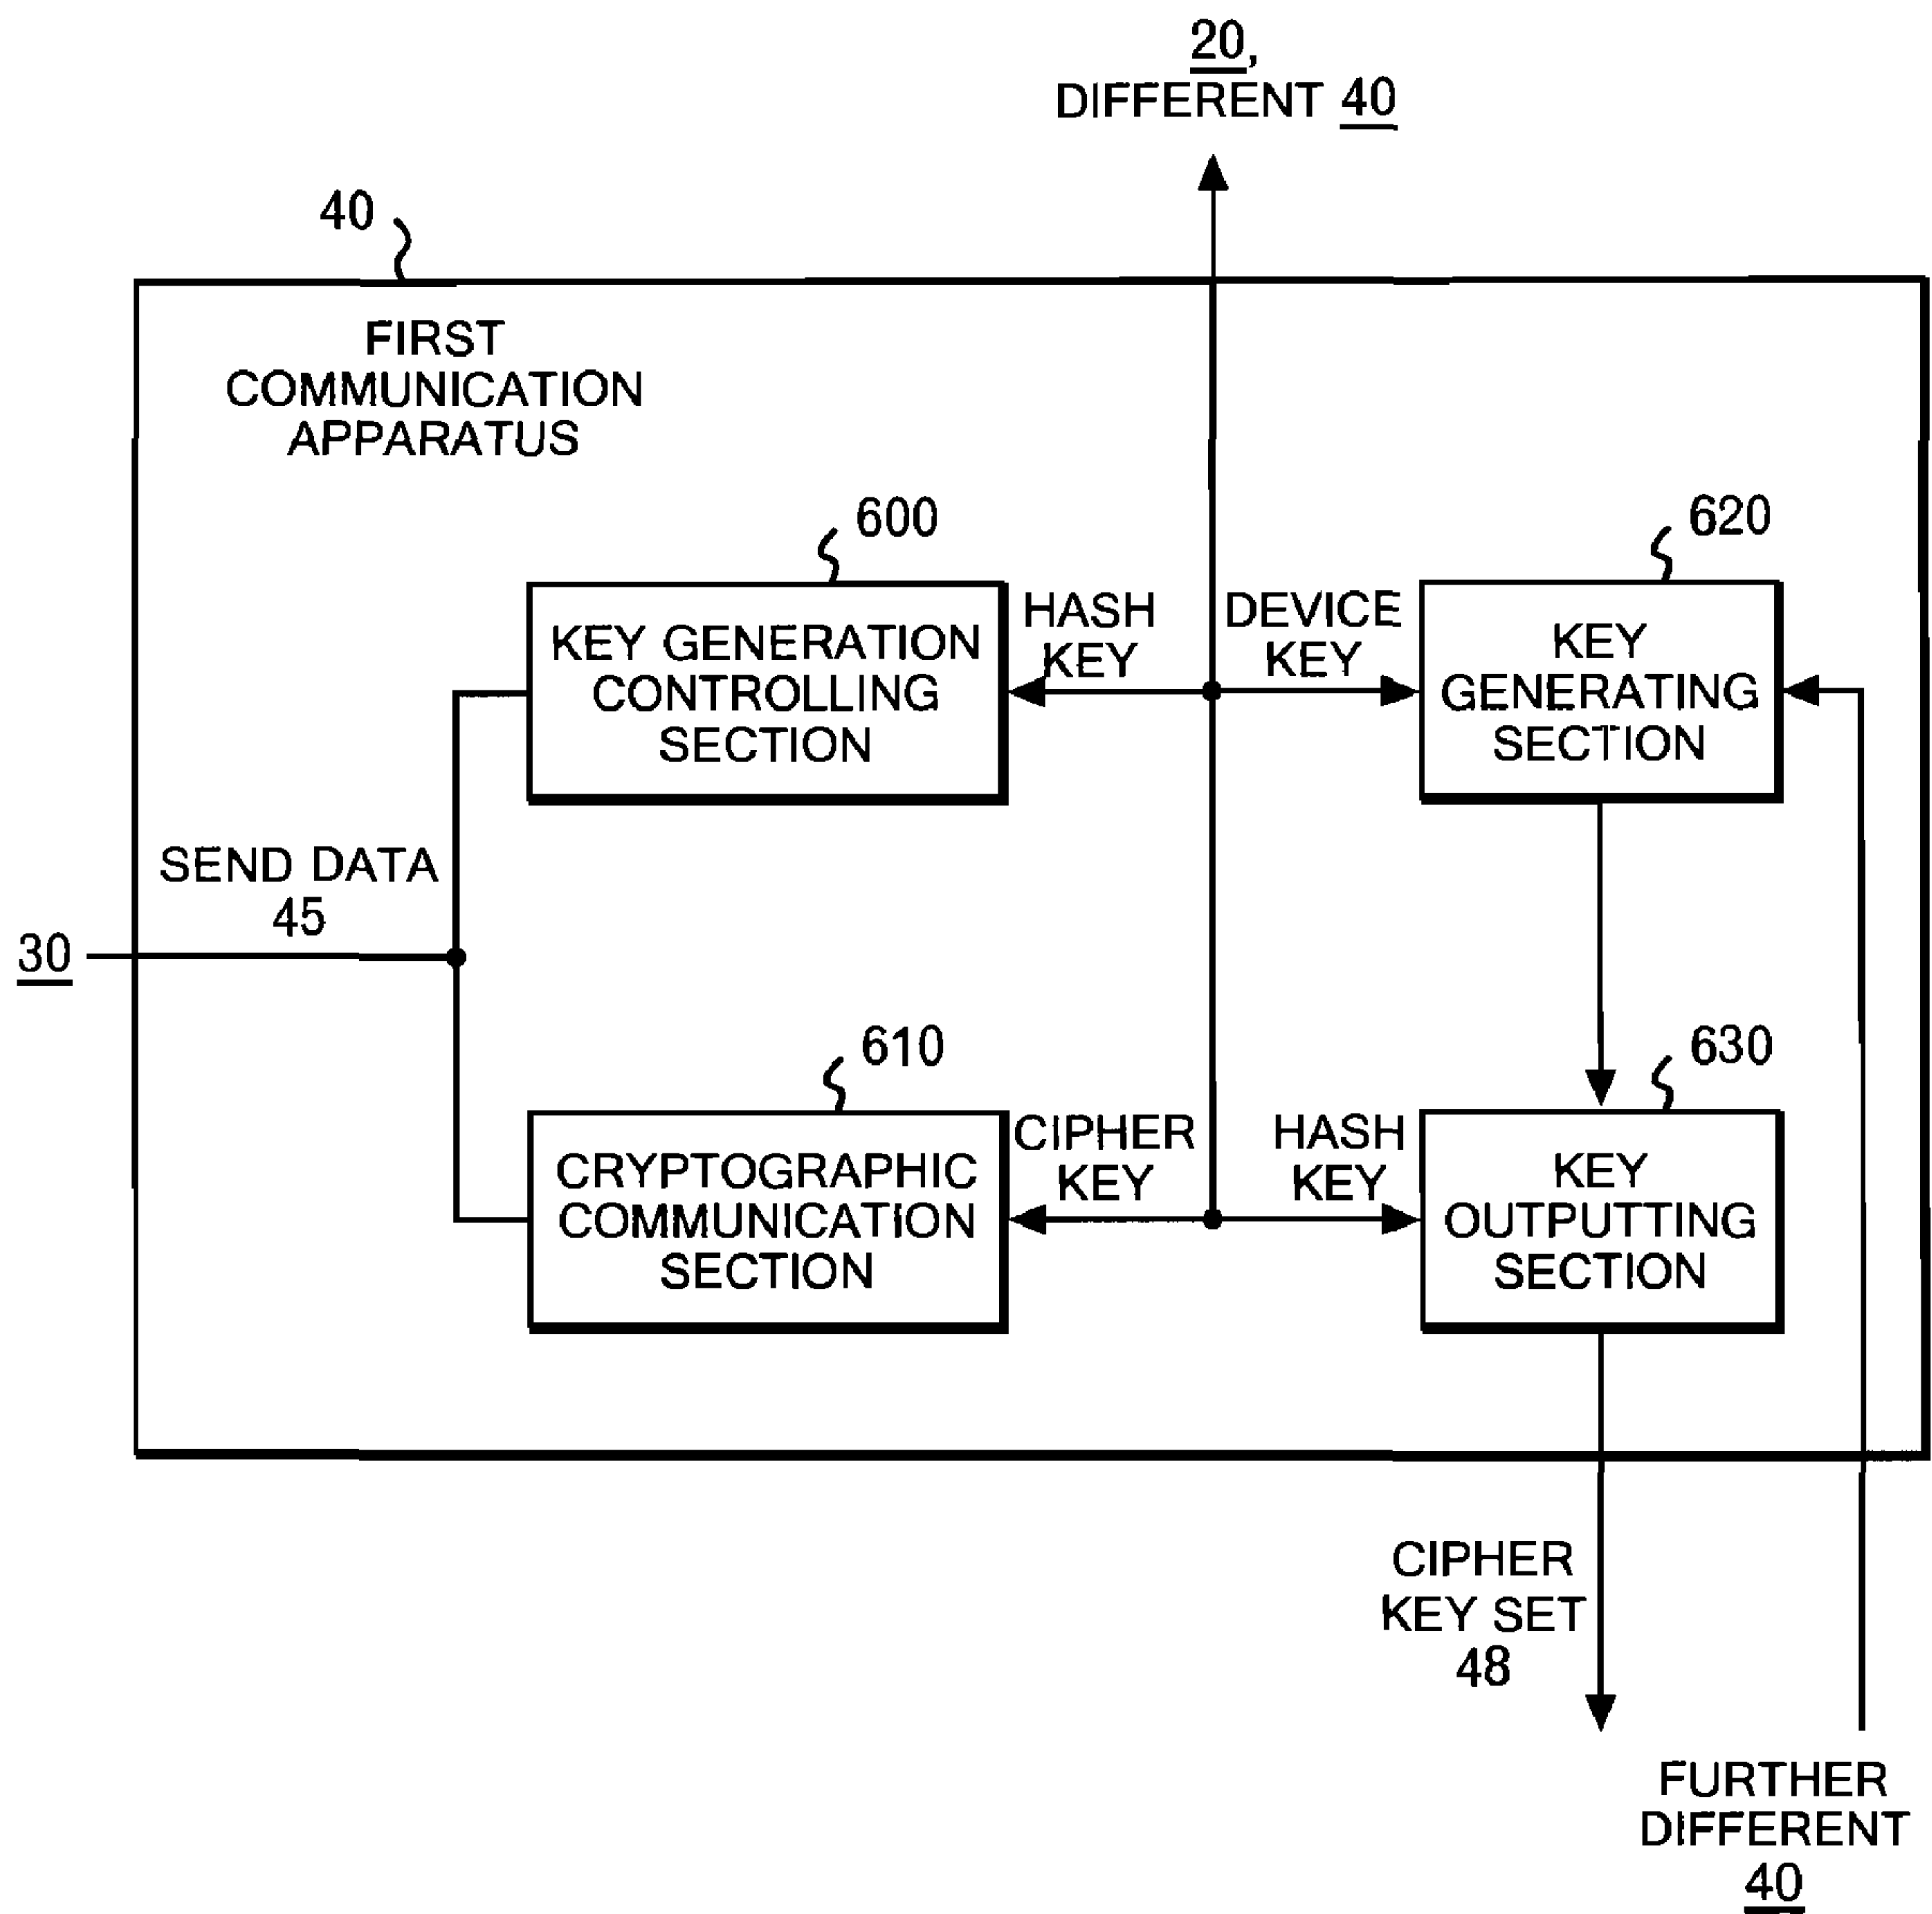 20,
DIFFERENT 40
40
FIRST
COMMUNICATION
APPARATUS
600
KEY GENERATION
CONTROLLING
SECTION
HASH
KEY
DEVICE
KEY
620
KEY
GENERATING
SECTION
SEND DATA
45
30
610
CRYPTOGRAPHIC
COMMUNICATION
SECTION
CIPHER
KEY
HASH
KEY
630
KEY
OUTPUTTING
SECTION
CIPHER
KEY SET
48
FURTHER
DIFFERENT
40